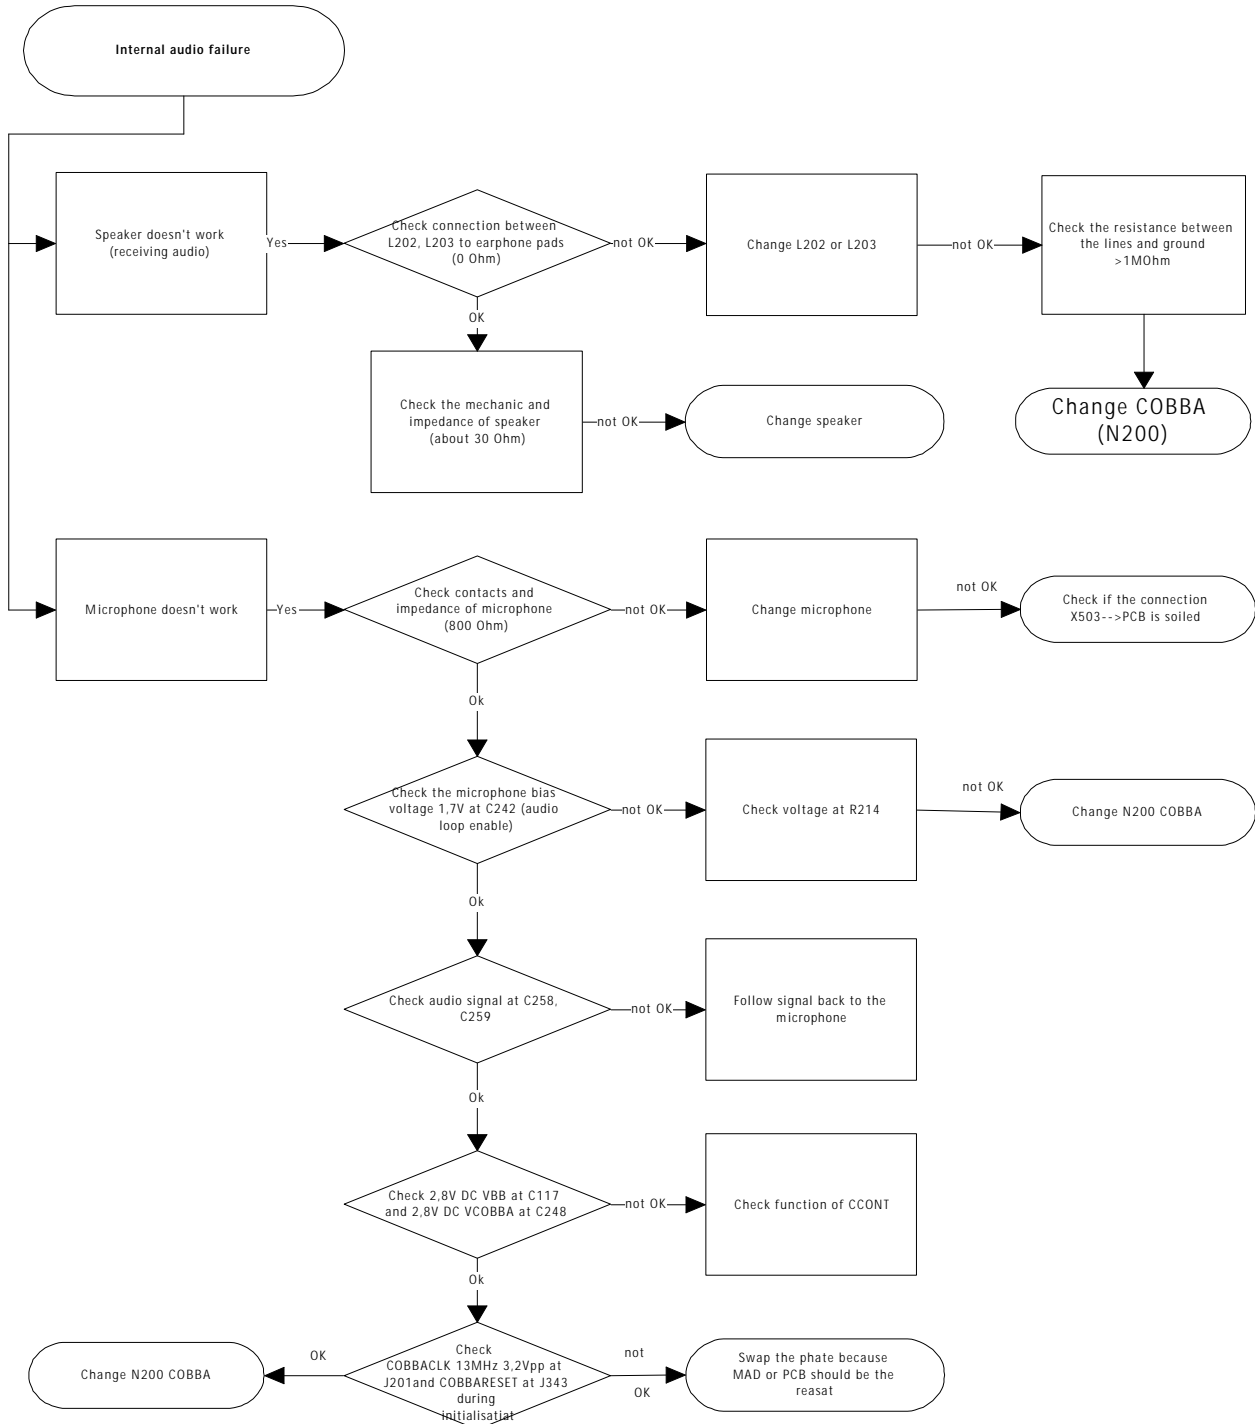 Internal audio failure
Speaker doesn't work
(receiving audio)
Yes
Check connection between
L202, L203 to earphone pads
(0 Ohm)
not OK
Change L202 or L203
not OK
Check the resistance between
the lines and ground
>1MOhm
OK
Check the mechanic and
impedance of speaker
(about 30 Ohm)
not OK
Change speaker
Change COBBA
(N200)
Microphone doesn't work
Yes
Check contacts and
impedance of microphone
(800 Ohm)
not OK
Change microphone
not OK
Check if the connection
X503-->PCB is soiled
Ok
Check the microphone bias
voltage 1,7V at C242 (audio
loop enable)
not OK
Check voltage at R214
not OK
Change N200 COBBA
Ok
Check audio signal at C258,
C259
not OK
Follow signal back to the
microphone
Ok
Check 2,8V DC VBB at C117
and 2,8V DC VCOBBA at C248
not OK
Check function of CCONT
Ok
Change N200 COBBA
OK
Check
COBBACLK 13MHz 3,2Vpp at
J201and COBBARESET at J343
during
initialisatiat
not
OK
Swap the phate because
MAD or PCB should be the
reasat